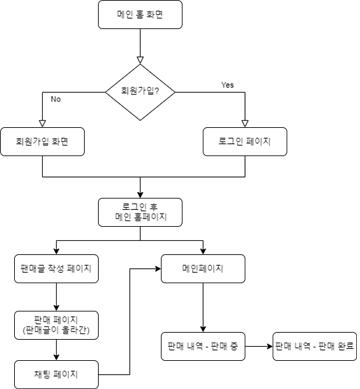 메인 홈 화면
회원가입?
No
Yes
회원가입 화면
로그인 페이지
로그인 후
메인 홈페이지
팬매글 작성 페이지
메인페이지
판매 페이지
(판매글이 올라간)
판매 내역 - 판매 중
판매 내역 - 판매 완료
채팅 페이지